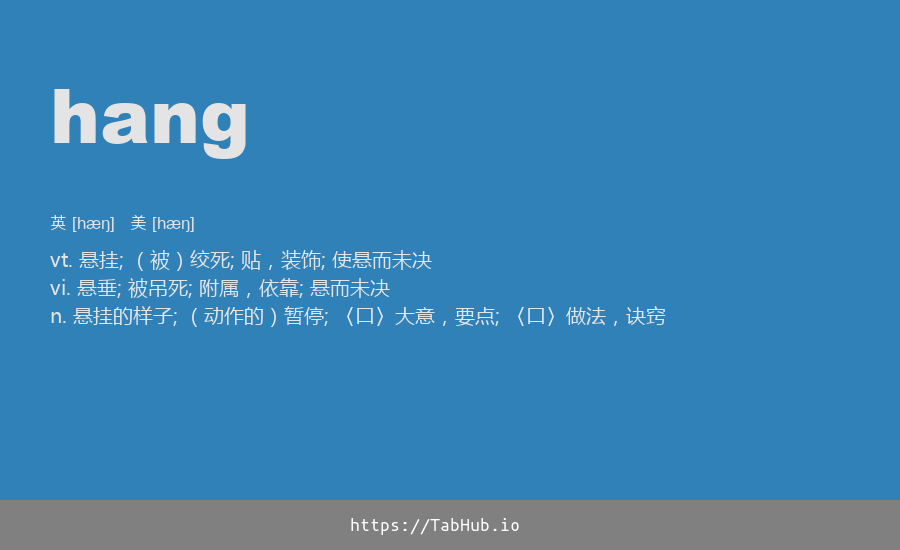 hang
英 [hæŋ] 美 [hæŋ]
vt. 悬挂; （被）绞死; 贴，装饰; 使悬而未决
vi. 悬垂; 被吊死; 附属，依靠; 悬而未决
n. 悬挂的样子; （动作的）暂停; 〈口〉大意，要点; 〈口〉做法，诀窍
https://TabHub.io